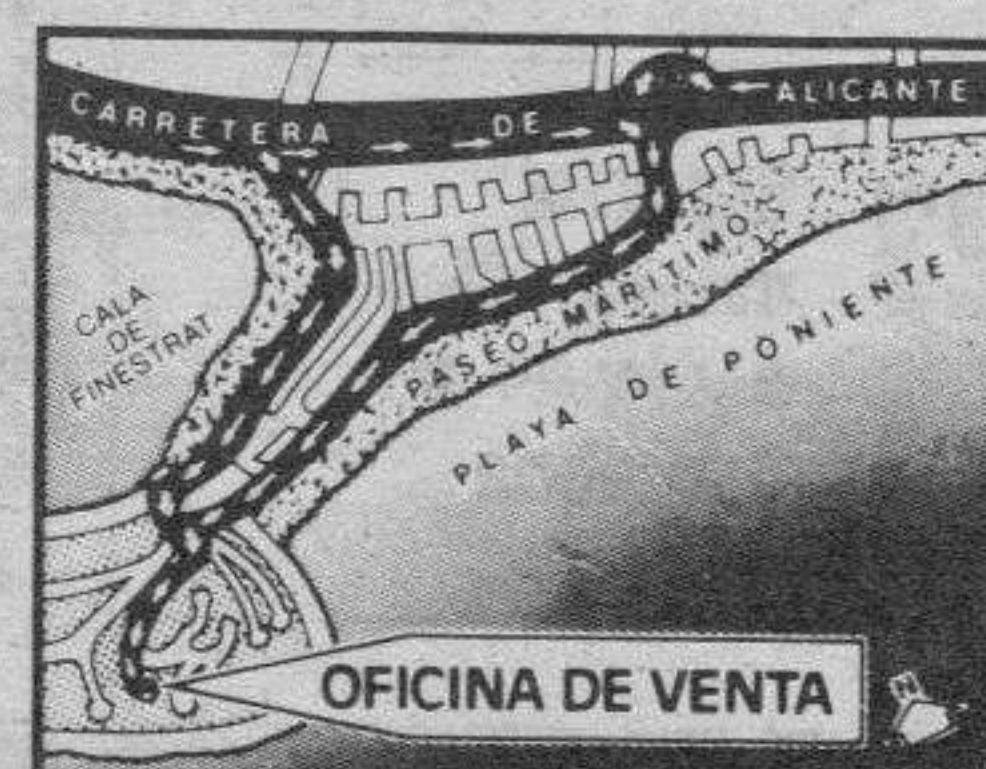 CARRETERA DE ALICANTE
CALA
DE
FINESTRAT
PASEO MARITIMO
PLAYA DE PONIENTE
OFICINA DE VENTA
N